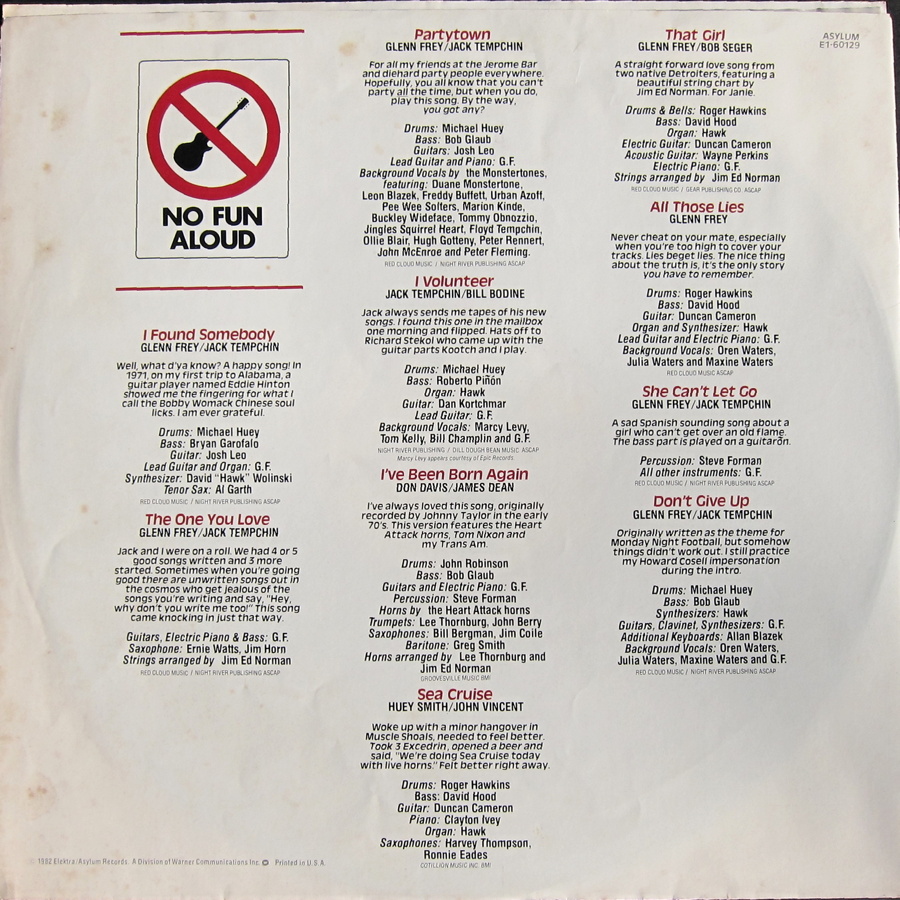 NO FUN
ALOUD
I Found Somebody
GLENN FREY/JACK TEMPCHIN
Well, what d'ya know? A happy song! In
1971, on my first trip to Alabama, a
guitar player named Eddie Hinton
showed me the fingering for what I
call the Bobby Womack Chinese soul
licks. I am ever grateful.
Drums: Michael Huey
Bass: Bryan Garofalo
Guitar: Josh Leo
Lead Guitar and Organ: G.F.
Synthesizer: David "Hawk" Wolinski
Tenor Sax: Al Garth
RED CLOUD MUSIC / NIGHT RIVER PUBLISHING ASCAP
The One You Love
GLENN FREY/JACK TEMPCHIN
Jack and I were on a roll. We had 4 or 5
good songs written and 3 more
started. Sometimes when you're going
good there are unwritten songs out in
the cosmos who get jealous of the
songs you're writing and say, "Hey,
why don't you write me too!" This song
came knocking in just that way.
Guitars, Electric Piano & Bass: G.F.
Saxophone: Ernie Watts, Jim Horn
Strings arranged by Jim Ed Norman
RED CLOUD MUSIC / NIGHT RIVER PUBLISHING ASCAP
© 1982 Elektra/Asylum Records. A Division of Warner Communications Inc. Printed in U.S.A.
Partytown
GLENN FREY/JACK TEMPCHIN
For all my friends at the Jerome Bar
and diehard party people everywhere.
Hopefully, you all know that you can't
party all the time, but when you do,
play this song. By the way,
you got any?
Drums: Michael Huey
Bass: Bob Glaub
Guitars: Josh Leo
Lead Guitar and Piano: G.F.
Background Vocals by the Monstertones,
featuring: Duane Monstertone,
Leon Blazek, Freddy Buffett, Urban Azoff,
Pee Wee Solters, Marion Kinde,
Buckley Wideface, Tommy Obnozzio,
Jingles Squirrel Heart, Floyd Tempchin,
Ollie Blair, Hugh Gotteny, Peter Rennert,
John McEnroe and Peter Fleming.
RED CLOUD MUSIC / NIGHT RIVER PUBLISHING ASCAP
I Volunteer
JACK TEMPCHIN/BILL BODINE
Jack always sends me tapes of his new
songs. I found this one in the mailbox
one morning and flipped. Hats off to
Richard Stekol who came up with the
guitar parts Kootch and I play.
Drums: Michael Huey
Bass: Roberto Piñón
Organ: Hawk
Guitar: Dan Kortchmar
Lead Guitar: G.F.
Background Vocals: Marcy Levy,
Tom Kelly, Bill Champlin and G.F.
NIGHT RIVER PUBLISHING / DILL DOUGH BEAN MUSIC ASCAP
Marcy Levy appears courtesy of Epic Records.
I've Been Born Again
DON DAVIS/JAMES DEAN
I've always loved this song, originally
recorded by Johnny Taylor in the early
70's. This version features the Heart
Attack horns, Tom Nixon and
my Trans Am.
Drums: John Robinson
Bass: Bob Glaub
Guitars and Electric Piano: G.F.
Percussion: Steve Forman
Horns by the Heart Attack horns
Trumpets: Lee Thornburg, John Berry
Saxophones: Bill Bergman, Jim Coile
Baritone: Greg Smith
Horns arranged by Lee Thornburg and
Jim Ed Norman
GROOVESVILLE MUSIC BMI
Sea Cruise
HUEY SMITH/JOHN VINCENT
Woke up with a minor hangover in
Muscle Shoals, needed to feel better.
Took 3 Excedrin, opened a beer and
said, "We're doing Sea Cruise today
with live horns." Felt better right away.
Drums: Roger Hawkins
Bass: David Hood
Guitar: Duncan Cameron
Piano: Clayton Ivey
Organ: Hawk
Saxophones: Harvey Thompson,
Ronnie Eades
COTILLION MUSIC INC. BMI
That Girl
GLENN FREY/BOB SEGER
A straight forward love song from
two native Detroiters, featuring a
beautiful string chart by
Jim Ed Norman. For Janie.
Drums & Bells: Roger Hawkins
Bass: David Hood
Organ: Hawk
Electric Guitar: Duncan Cameron
Acoustic Guitar: Wayne Perkins
Electric Piano: G.F.
Strings arranged by Jim Ed Norman
RED CLOUD MUSIC / GEAR PUBLISHING CO. ASCAP
All Those Lies
GLENN FREY
Never cheat on your mate, especially
when you're too high to cover your
tracks. Lies beget lies. The nice thing
about the truth is, it's the only story
you have to remember.
Drums: Roger Hawkins
Bass: David Hood
Guitar: Duncan Cameron
Organ and Synthesizer: Hawk
Lead Guitar and Electric Piano: G.F.
Background Vocals: Oren Waters,
Julia Waters and Maxine Waters
RED CLOUD MUSIC ASCAP
She Can't Let Go
GLENN FREY/JACK TEMPCHIN
A sad Spanish sounding song about a
girl who can't get over an old flame.
The bass part is played on a guitarōn.
Percussion: Steve Forman
All other instruments: G.F.
RED CLOUD MUSIC / NIGHT RIVER PUBLISHING ASCAP
Don't Give Up
GLENN FREY/JACK TEMPCHIN
Originally written as the theme for
Monday Night Football, but somehow
things didn't work out. I still practice
my Howard Cosell impersonation
during the intro.
Drums: Michael Huey
Bass: Bob Glaub
Synthesizers: Hawk
Guitars, Clavinet, Synthesizers: G.F.
Additional Keyboards: Allan Blazek
Background Vocals: Oren Waters,
Julia Waters, Maxine Waters and G.F.
RED CLOUD MUSIC / NIGHT RIVER PUBLISHING ASCAP
ASYLUM
E1-60129